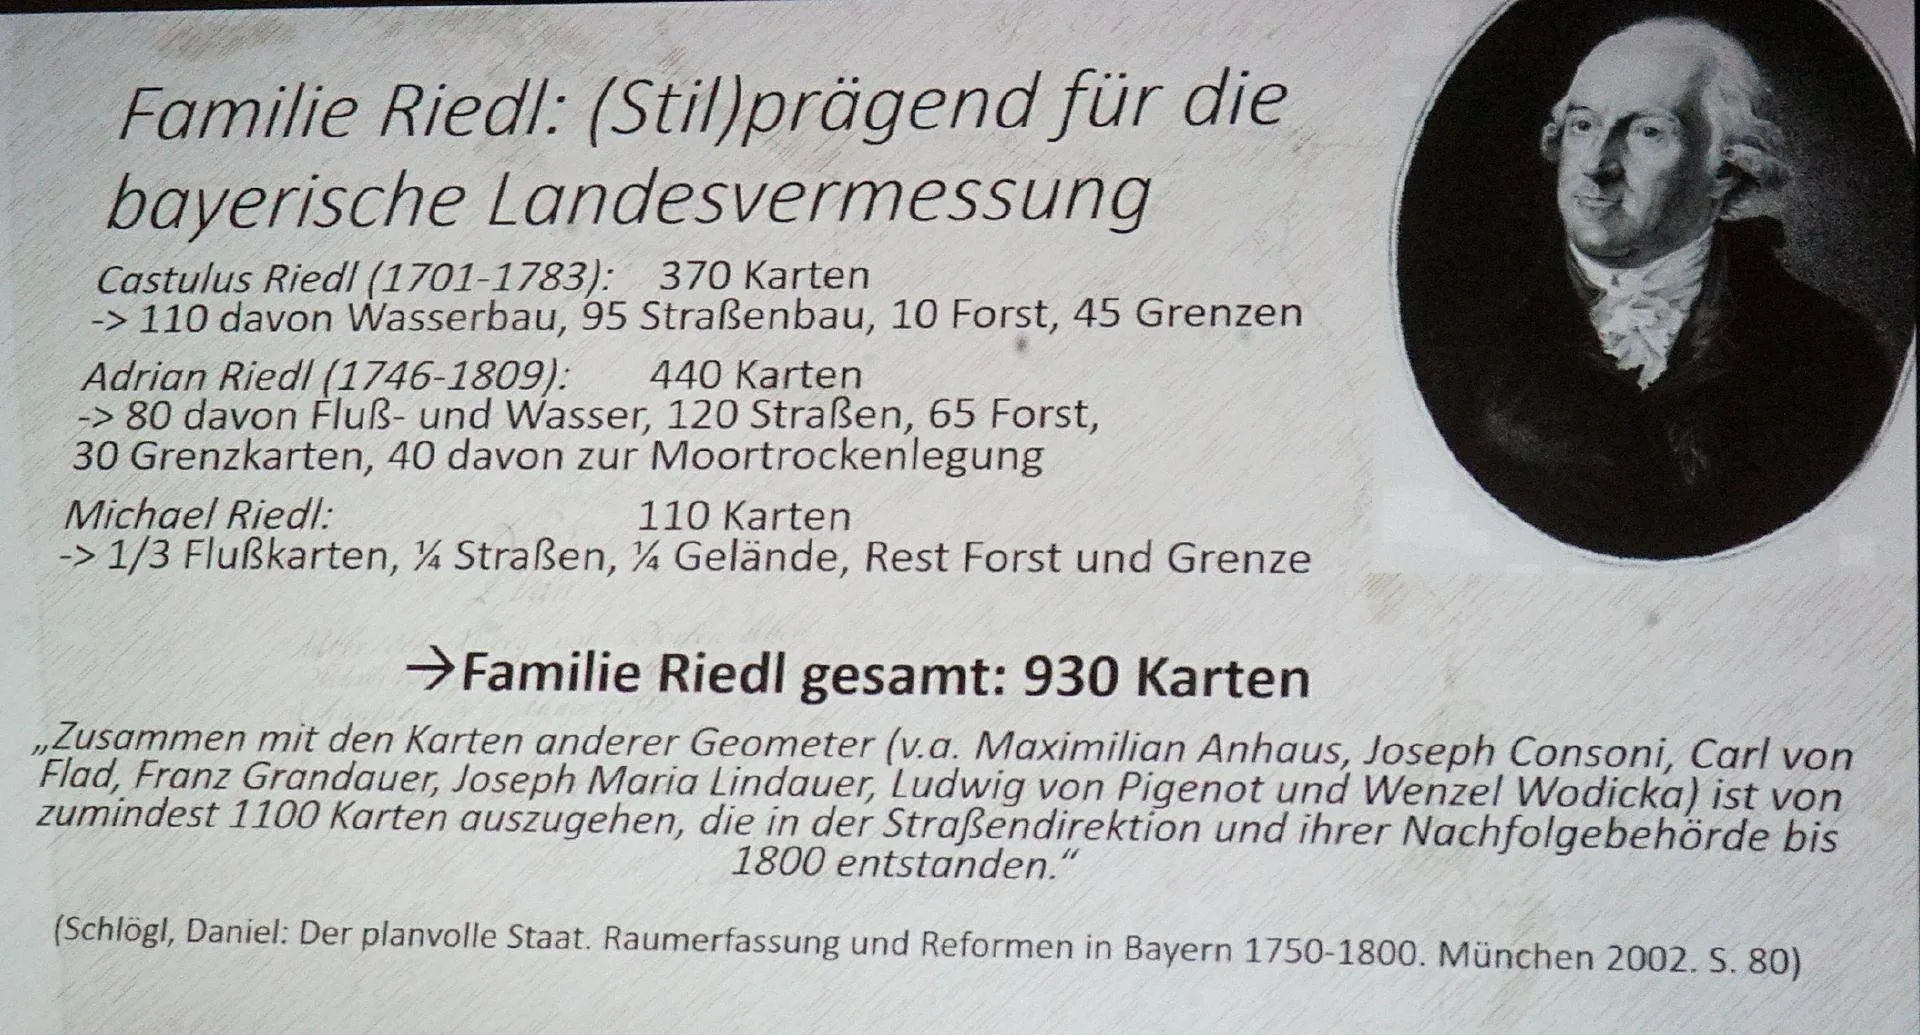 Familie Riedl: (Stil)prägend für die
bayerische Landesvermessung
Castulus Riedl (1701-1783): 370 Karten
-> 110 davon Wasserbau, 95 Straßenbau, 10 Forst, 45 Grenzen
Adrian Riedl (1746-1809): 440 Karten
-> 80 davon Fluß- und Wasser, 120 Straßen, 65 Forst,
30 Grenzkarten, 40 davon zur Moortrockenlegung
Michael Riedl: 110 Karten
-> 1/3 Flußkarten, ¼ Straßen, ¼ Gelände, Rest Forst und Grenze
→Familie Riedl gesamt: 930 Karten
„Zusammen mit den Karten anderer Geometer (v.a. Maximilian Anhaus, Joseph Consoni, Carl von
Flad, Franz Grandauer, Joseph Maria Lindauer, Ludwig von Pigenot und Wenzel Wodicka) ist von
zumindest 1100 Karten auszugehen, die in der Straßendirektion und ihrer Nachfolgebehörde bis
1800 entstanden.“
(Schlögl, Daniel: Der planvolle Staat. Raumerfassung und Reformen in Bayern 1750-1800. München 2002. S. 80)